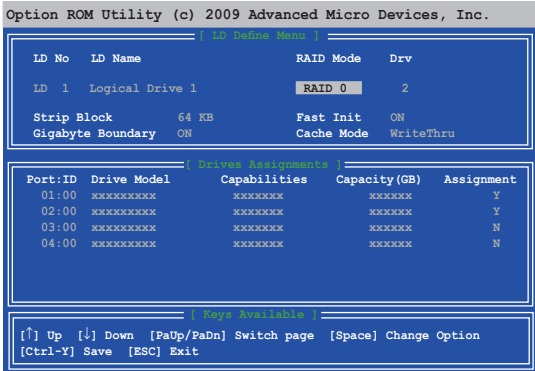 Option ROM Utility (c) 2009 Advanced Micro Devices, Inc.
[ LD Define Menu ]
LD No LD Name RAID Mode Drv
LD 1 Logical Drive 1 RAID 0 2
Strip Block 64 KB Fast Init ON
Gigabyte Boundary ON Cache Mode WriteThru
[ Drives Assignments ]
Port:ID Drive Model Capabilities Capacity(GB) Assignment
01:00 xxxxxxxxx xxxxxxx xxxxxx Y
02:00 xxxxxxxxx xxxxxxx xxxxxx Y
03:00 xxxxxxxxx xxxxxxx xxxxxx N
04:00 xxxxxxxxx xxxxxxx xxxxxx N
[ Keys Available ]
[↑] Up [↓] Down [PaUp/PaDn] Switch page [Space] Change Option
[Ctrl-Y] Save [ESC] Exit